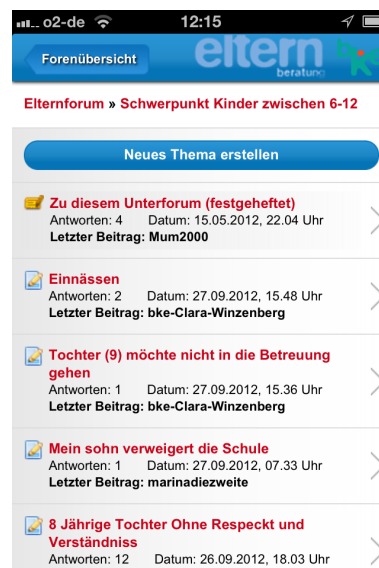 o2-de 12:15
Forenübersicht
eltern
beratung
bke
Elternforum » Schwerpunkt Kinder zwischen 6-12
Neues Thema erstellen
Zu diesem Unterforum (festgeheftet)
Antworten: 4 Datum: 15.05.2012, 22.04 Uhr
Letzter Beitrag: Mum2000
Einnässen
Antworten: 2 Datum: 27.09.2012, 15.48 Uhr
Letzter Beitrag: bke-Clara-Winzenberg
Tochter (9) möchte nicht in die Betreuung
gehen
Antworten: 1 Datum: 27.09.2012, 15.36 Uhr
Letzter Beitrag: bke-Clara-Winzenberg
Mein sohn verweigert die Schule
Antworten: 1 Datum: 27.09.2012, 07.33 Uhr
Letzter Beitrag: marinadiezweite
8 Jährige Tochter Ohne Respeckt und
Verständniss
Antworten: 12 Datum: 26.09.2012, 18.03 Uhr